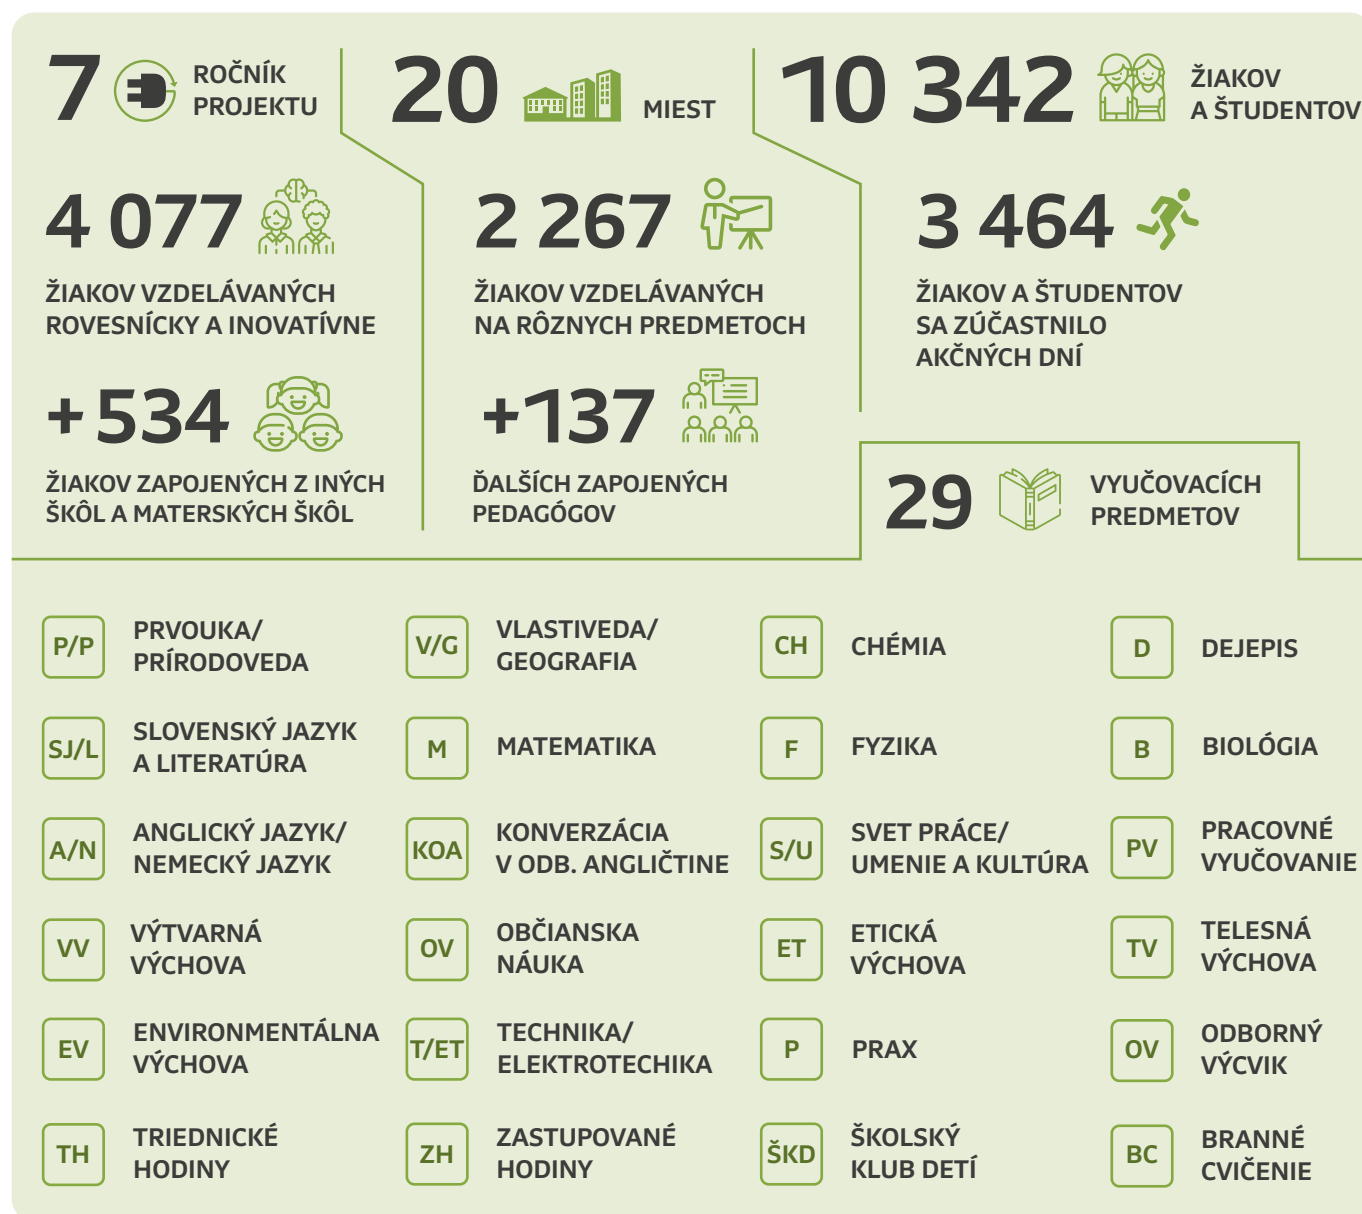 7
ROČNÍK
PROJEKTU
20
MIEST
10 342
ŽIAKOV
A ŠTUDENTOV
4 077
ŽIAKOV VZDELÁVANÝCH
ROVESNÍCKY A INOVATÍVNE
2 267
ŽIAKOV VZDELÁVANÝCH
NA RÔZNYCH PREDMETOCH
3 464
ŽIAKOV A ŠTUDENTOV
SA ZÚČASTNILO
AKČNÝCH DNÍ
+534
ŽIAKOV ZAPOJENÝCH Z INÝCH
ŠKÔL A MATERSKÝCH ŠKÔL
+137
ĎALŠÍCH ZAPOJENÝCH
PEDAGÓGOV
29
VYUČOVACÍCH
PREDMETOV
P/P
PRVOUKA/
PRÍRODOVEDA
V/G
VLASTIVEDA/
GEOGRAFIA
CH
CHÉMIA
D
DEJEPIS
SJ/L
SLOVENSKÝ JAZYK
A LITERATÚRA
M
MATEMATIKA
F
FYZIKA
B
BIOLÓGIA
A/N
ANGLICKÝ JAZYK/
NEMECKÝ JAZYK
KOA
KONVERZÁCIA
V ODB. ANGLIČTINE
S/U
SVET PRÁCE/
UMENIE A KULTÚRA
PV
PRACOVNÉ
VYUČOVANIE
VV
VÝTVARNÁ
VÝCHOVA
OV
OBČIANSKA
NÁUKA
ET
ETICKÁ
VÝCHOVA
TV
TELESNÁ
VÝCHOVA
EV
ENVIRONMENTÁLNA
VÝCHOVA
T/ET
TECHNIKA/
ELEKTROTECHIKA
P
PRAX
OV
ODBORNÝ
VÝCVIK
TH
TRIEDNICKÉ
HODINY
ZH
ZASTUPOVANÉ
HODINY
ŠKD
ŠKOLSKÝ
KLUB DETÍ
BC
BRANNÉ
CVIČENIE